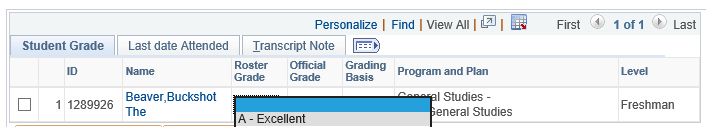 Personalize | Find | View All | | First 1 of 1 Last
Student Grade Last date Attended Transcript Note
ID Name Roster Grade Official Grade Grading Basis Program and Plan Level
1 1289926 Beaver,Buckshot The General Studies - General Studies Freshman
A - Excellent